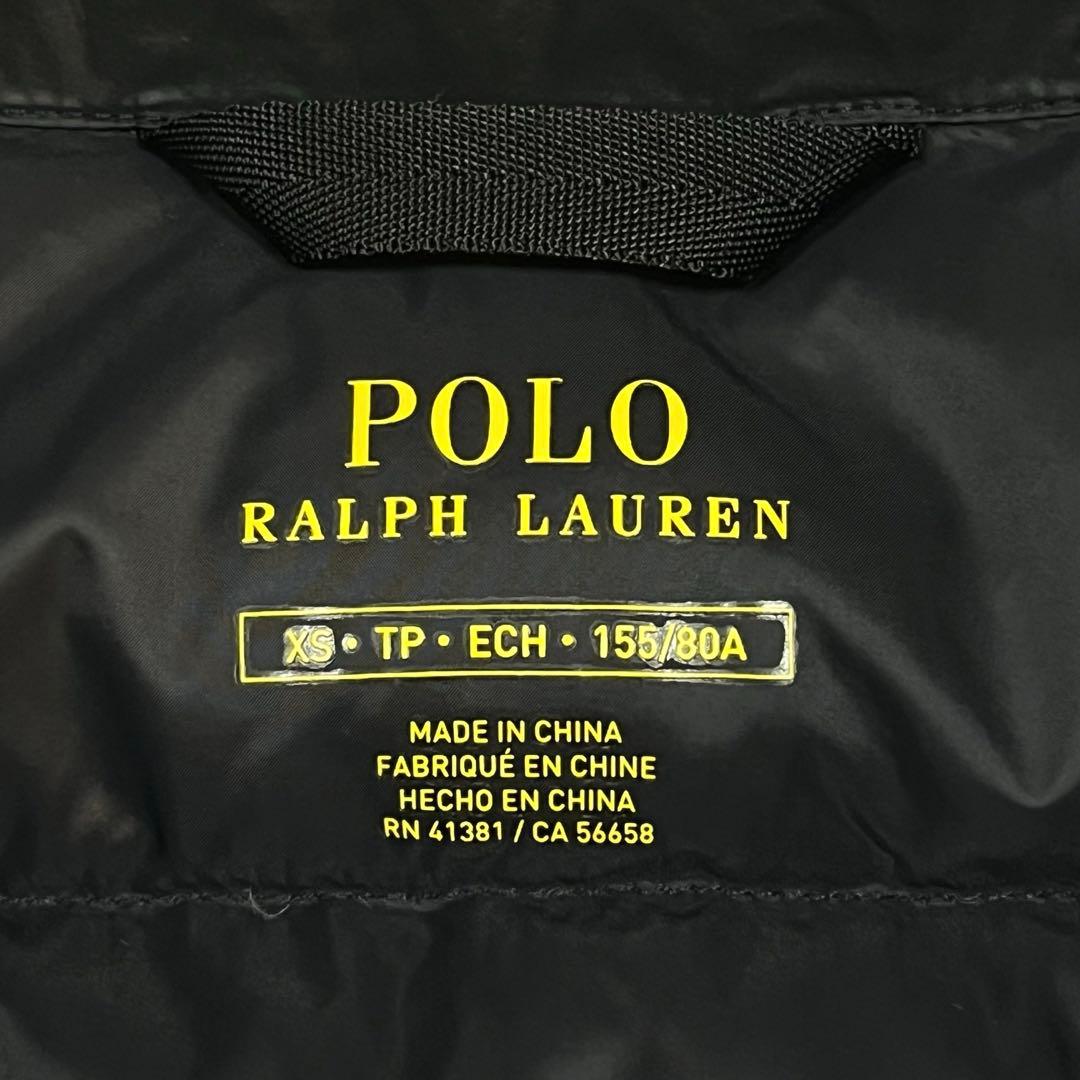 POLO
RALPH LAUREN
XS • TP • ECH • 155/80A
MADE IN CHINA
FABRIQUÉ EN CHINE
HECHO EN CHINA
RN 41381 / CA 56658